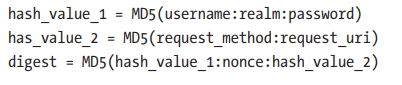 hash_value_1 = MD5(username:realm:password)
has_value_2 = MD5(request_method:request_uri)
digest = MD5(hash_value_1:nonce:hash_value_2)